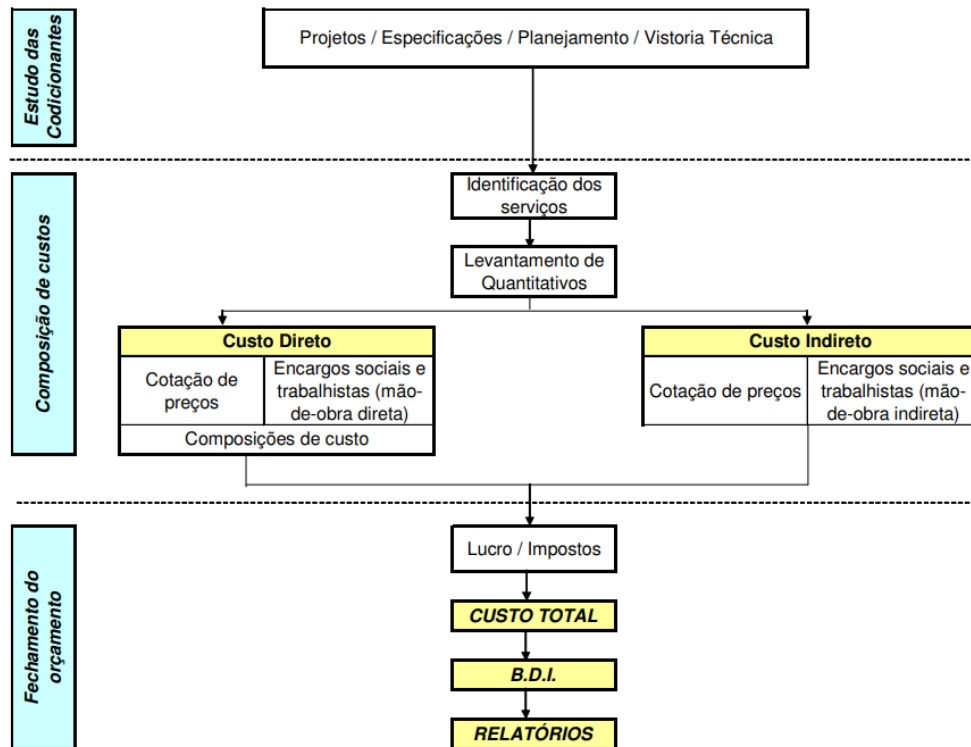 Estudo das
Codicionantes
Projetos / Especificações / Planejamento / Vistoria Técnica
Composição de custos
Identificação dos
serviços
Levantamento de
Quantitativos
Custo Direto
Cotação de
preços
Encargos sociais e
trabalhistas (mão-
de-obra direta)
Composições de custo
Custo Indireto
Cotação de preços
Encargos sociais e
trabalhistas (mão-
de-obra indireta)
Fechamento do
orçamento
Lucro / Impostos
CUSTO TOTAL
B.D.I.
RELATÓRIOS